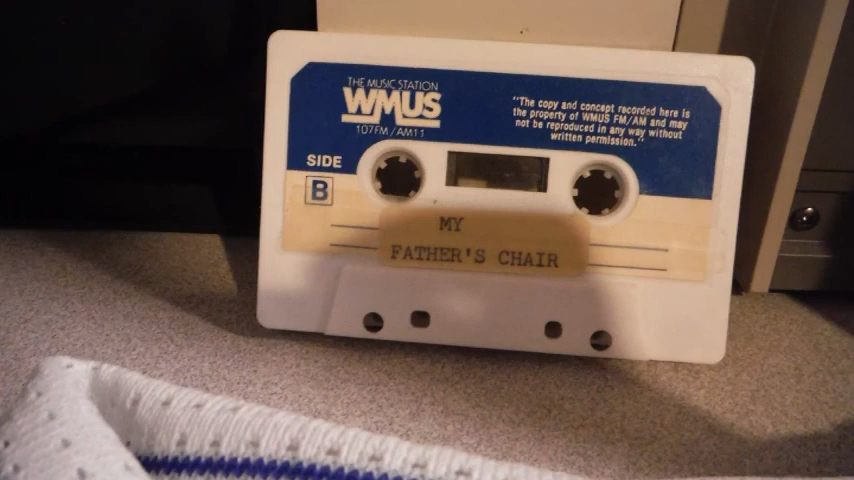 THE MUSIC STATION
WMUS
107FM/AM11
"The copy and concept recorded here is
the property of WMUS FM/AM and may
not be reproduced in any way without
written permission."
SIDE
B
MY
FATHER'S CHAIR